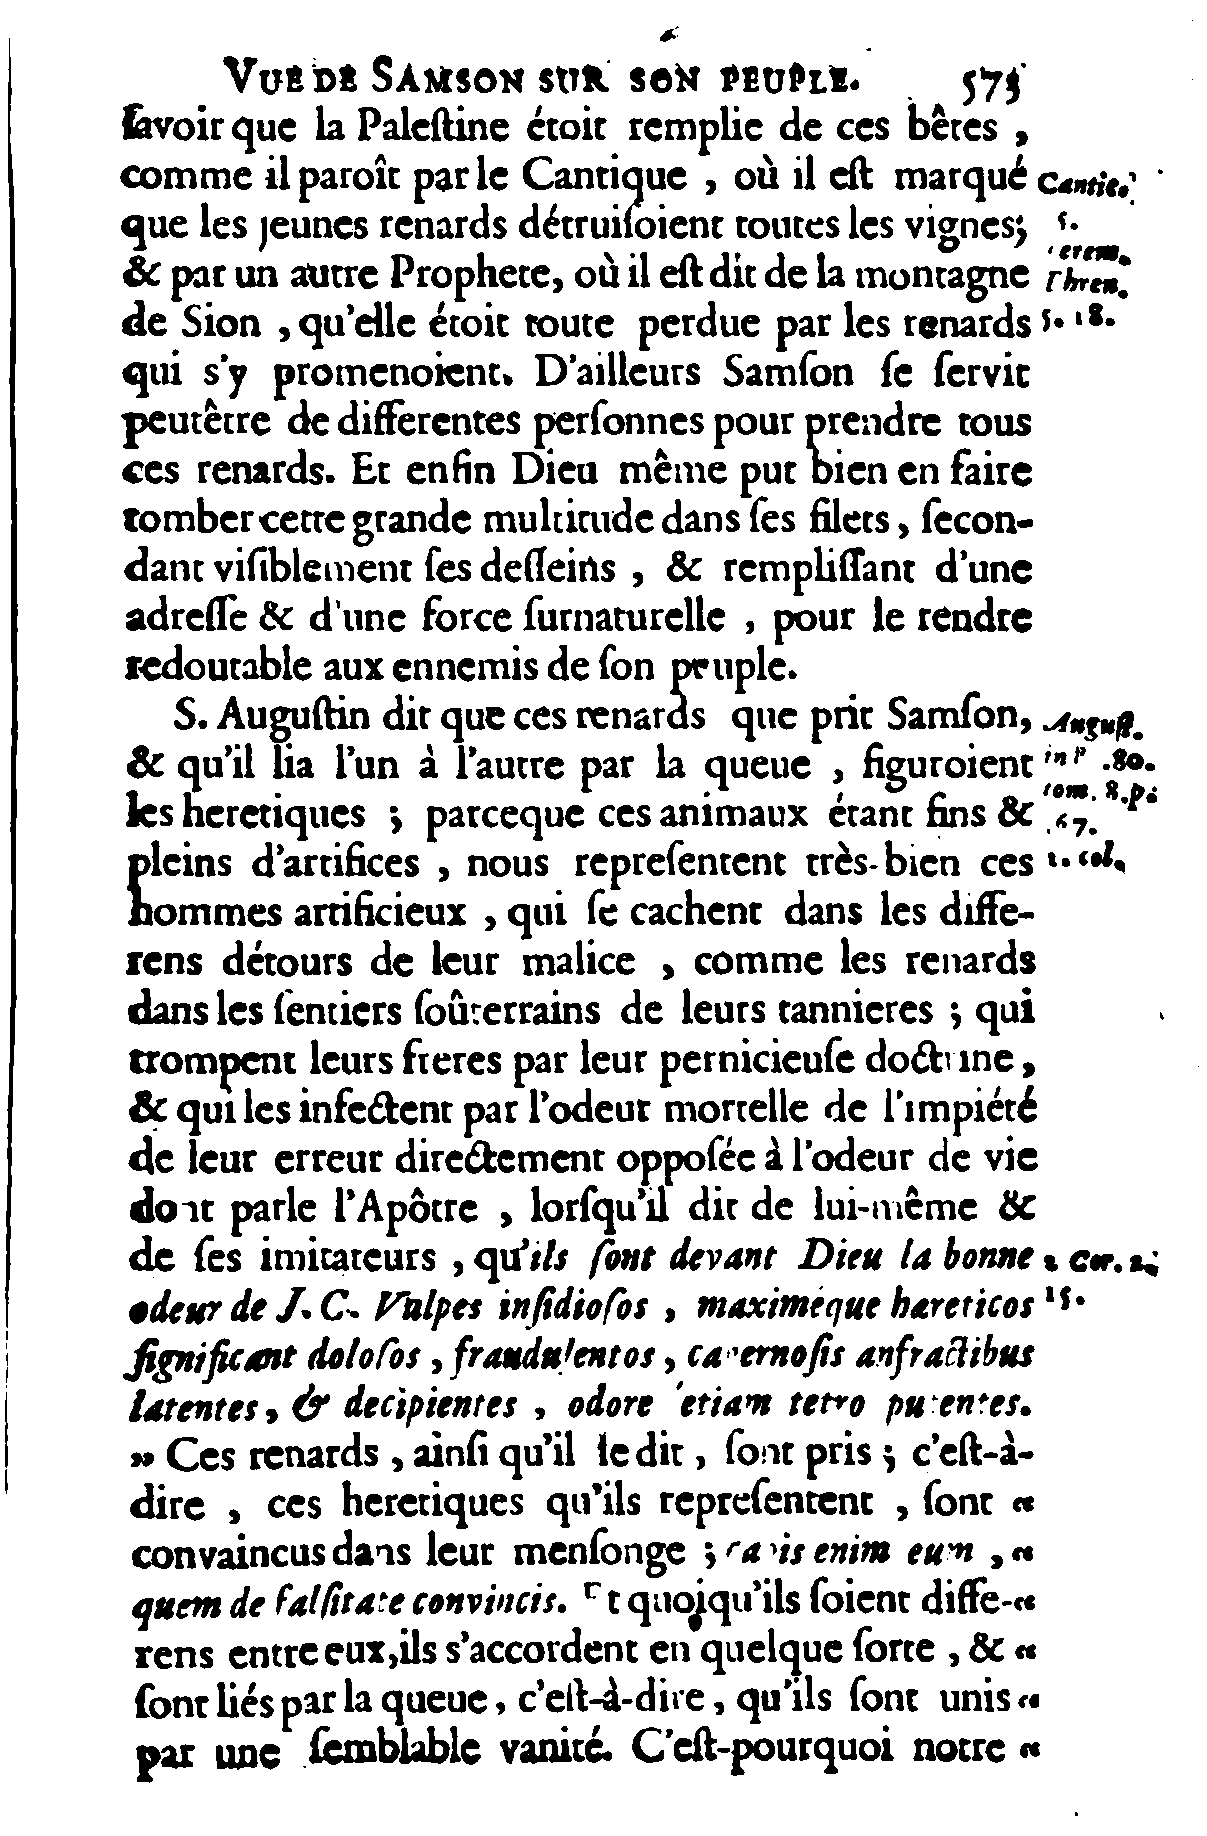 VUE DE SAMSON SUR SON PEUPLE. 575
ſavoir que la Paleſtine étoit remplie de ces bêtes ,
comme il paroît par le Cantique , où il eſt marqué
Cantic.
que les jeunes renards détruiſoient toutes les vignes;
5.
& par un autre Prophete, où il eſt dit de la montagne
erem.
Thren.
de Sion , qu'elle étoit toute perdue par les renards
5. 18.
qui s'y promenoient. D'ailleurs Samſon ſe ſervit
peutêtre de differentes perſonnes pour prendre tous
ces renards. Et enfin Dieu même put bien en faire
tomber cette grande multitude dans ſes filets, ſecon-
dant viſiblement ſes deſſeins , & rempliſſant d'une
adreſſe & d'une force ſurnaturelle , pour le rendre
redoutable aux ennemis de ſon peuple.
S. Auguſtin dit que ces renards que prit Samſon,
Auguſt.
& qu'il lia l'un à l'autre par la queue , figuroient
in P .80.
les heretiques ; parceque ces animaux étant fins &
tom. 8. p.
67.
pleins d'artifices , nous repreſentent très-bien ces
1. col.
hommes artificieux , qui ſe cachent dans les diffe-
rens détours de leur malice , comme les renards
dans les ſentiers ſoûterrains de leurs tannieres ; qui
trompent leurs freres par leur pernicieuſe doctrine,
& qui les infectent par l'odeur mortelle de l'impiété
de leur erreur directement oppoſée à l'odeur de vie
dont parle l'Apôtre , lorſqu'il dit de lui-même &
de ſes imitateurs , qu'ils ſont devant Dieu la bonne
2. Cor. 2.
odeur de J. C. Vulpes inſidioſos , maximéque hæreticos
15.
ſignificant doloſos , fraudulentos , cavernoſis anfractibus
latentes, & decipientes , odore etiam tetro putentes.
» Ces renards , ainſi qu'il le dit , ſont pris ; c'eſt-à-
dire , ces heretiques qu'ils repreſentent , ſont «
convaincus dans leur menſonge ; capis enim eum , «
quem de falſitate convincis. Et quoiqu'ils ſoient diffe- «
rens entre eux, ils s'accordent en quelque ſorte , & «
ſont liés par la queue , c'eſt-à-dire , qu'ils ſont unis «
par une ſemblable vanité. C'eſt-pourquoi notre «